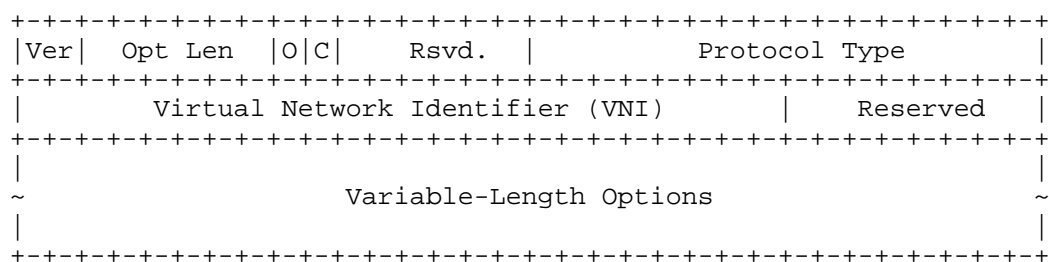 +-+-+-+-+-+-+-+-+-+-+-+-+-+-+-+-+-+-+-+-+-+-+-+-+-+-+-+-+-+-+-+-+
|Ver|  Opt Len  |O|C|    Rsvd.  |          Protocol Type        |
+-+-+-+-+-+-+-+-+-+-+-+-+-+-+-+-+-+-+-+-+-+-+-+-+-+-+-+-+-+-+-+-+
|        Virtual Network Identifier (VNI)       |    Reserved   |
+-+-+-+-+-+-+-+-+-+-+-+-+-+-+-+-+-+-+-+-+-+-+-+-+-+-+-+-+-+-+-+-+
|                                                               |
~                    Variable-Length Options                    ~
|                                                               |
+-+-+-+-+-+-+-+-+-+-+-+-+-+-+-+-+-+-+-+-+-+-+-+-+-+-+-+-+-+-+-+-+